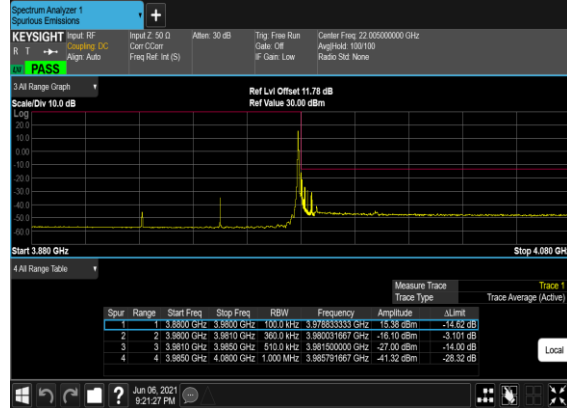 Spectrum Analyzer 1
Spurious Emissions
KEYSIGHT Input: RF Input Z: 50 Ω Atten: 30 dB Trig: Free Run Center Freq: 22.005000000 GHz
R T Coupling: DC Corr CCorr Gate: Off Avg|Hold: 100/100
Align: Auto Freq Ref: Int (S) IF Gain: Low Radio Std: None
PASS
3 All Range Graph
Ref Lvl Offset 11.78 dB
Scale/Div 10.0 dB Ref Value 30.00 dBm
Log
20.0
10.0
0.00
-10.0
-20.0
-30.0
-40.0
-50.0
-60.0
Start 3.880 GHz Stop 4.080 GHz
4 All Range Table
Measure Trace Trace 1
Trace Type Trace Average (Active)
Spur Range Start Freq Stop Freq RBW Frequency Amplitude ΔLimit
1 1 3.8800 GHz 3.9800 GHz 100.0 kHz 3.978833333 GHz 15.38 dBm -14.62 dB
2 2 3.9800 GHz 3.9810 GHz 360.0 kHz 3.980031667 GHz -16.10 dBm -3.101 dB
3 3 3.9810 GHz 3.9850 GHz 510.0 kHz 3.981500000 GHz -27.00 dBm -14.00 dB
4 4 3.9850 GHz 4.0800 GHz 1.000 MHz 3.985791667 GHz -41.32 dBm -28.32 dB
Local
Jun 06, 2021
9:21:27 PM